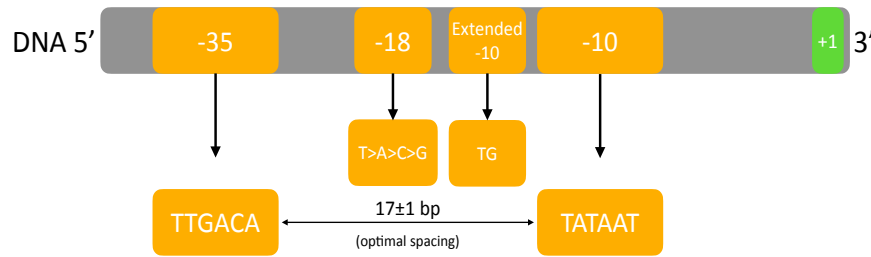 DNA 5’
-35
-18
Extended
-10
-10
+1
3’
T>A>C>G
TG
TTGACA
17±1 bp
(optimal spacing)
TATAAT